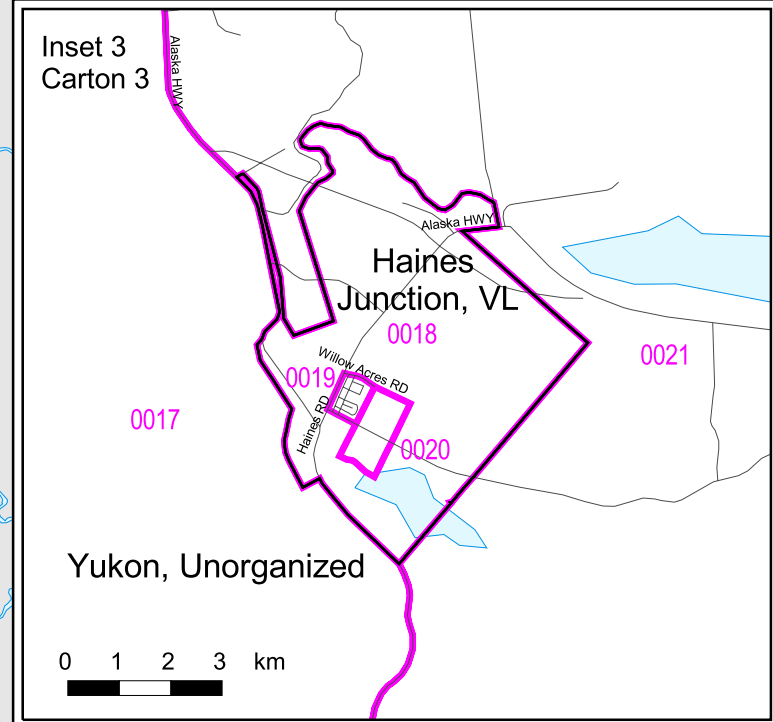 Inset 3
Carton 3
Alaska HWY
Alaska HWY
Haines
Junction, VL
0018
0021
Willow Acres RD
0019
0017
Haines RD
0020
Yukon, Unorganized
0 1 2 3 km